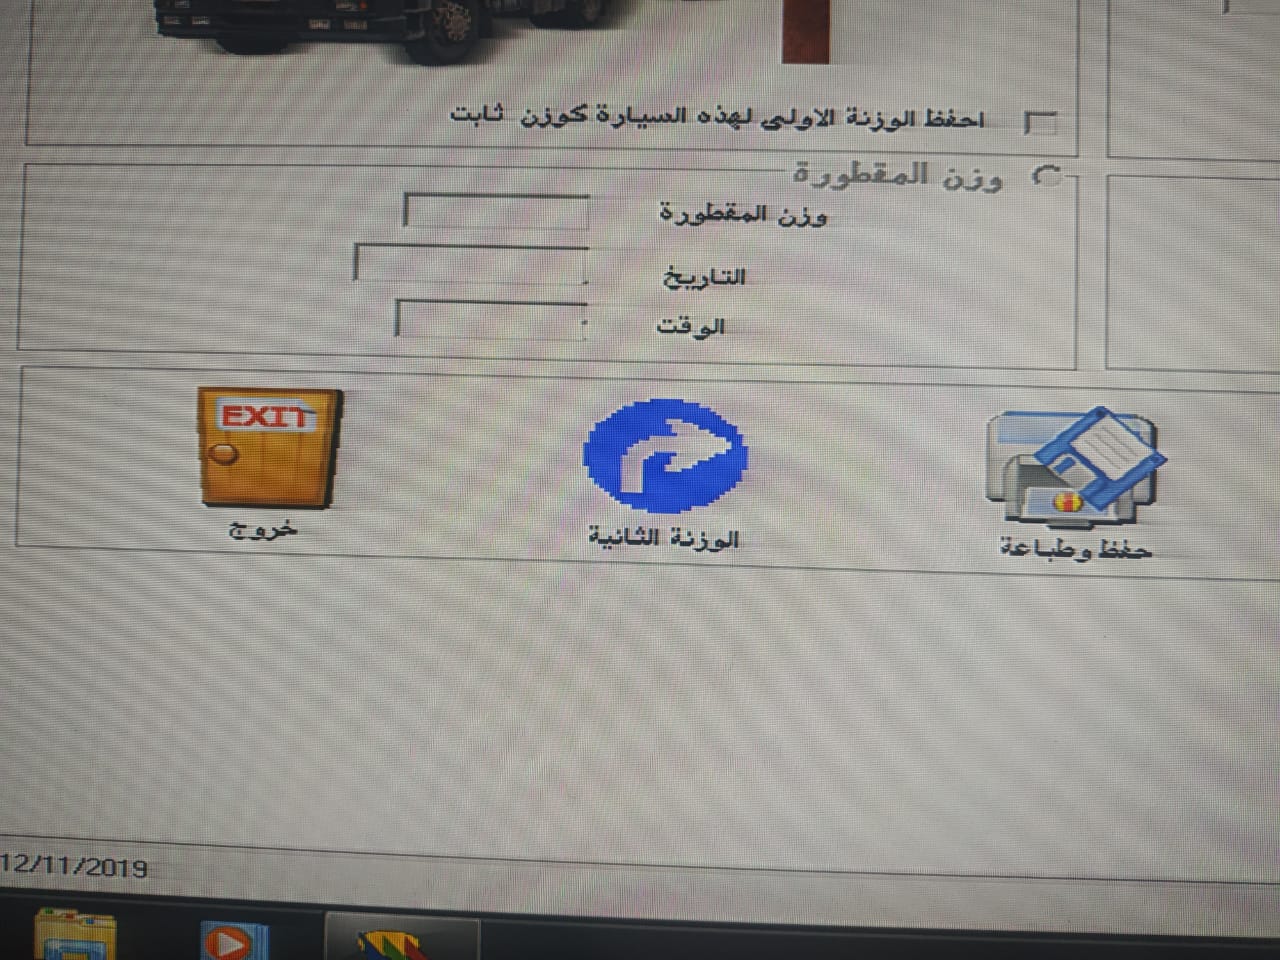 احفظ الوزنة الاولى لهذه السيارة كوزن ثابت
وزن المقطورة
وزن المقطورة
التاريخ
الوقت
حفظ وطباعة
الوزنة الثانية
EXIT
خروج
12/11/2019